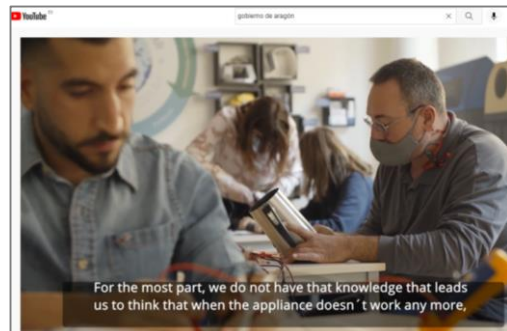 YouTube ES
gobierno de aragón
For the most part, we do not have that knowledge that leads
us to think that when the appliance doesn´t work any more,